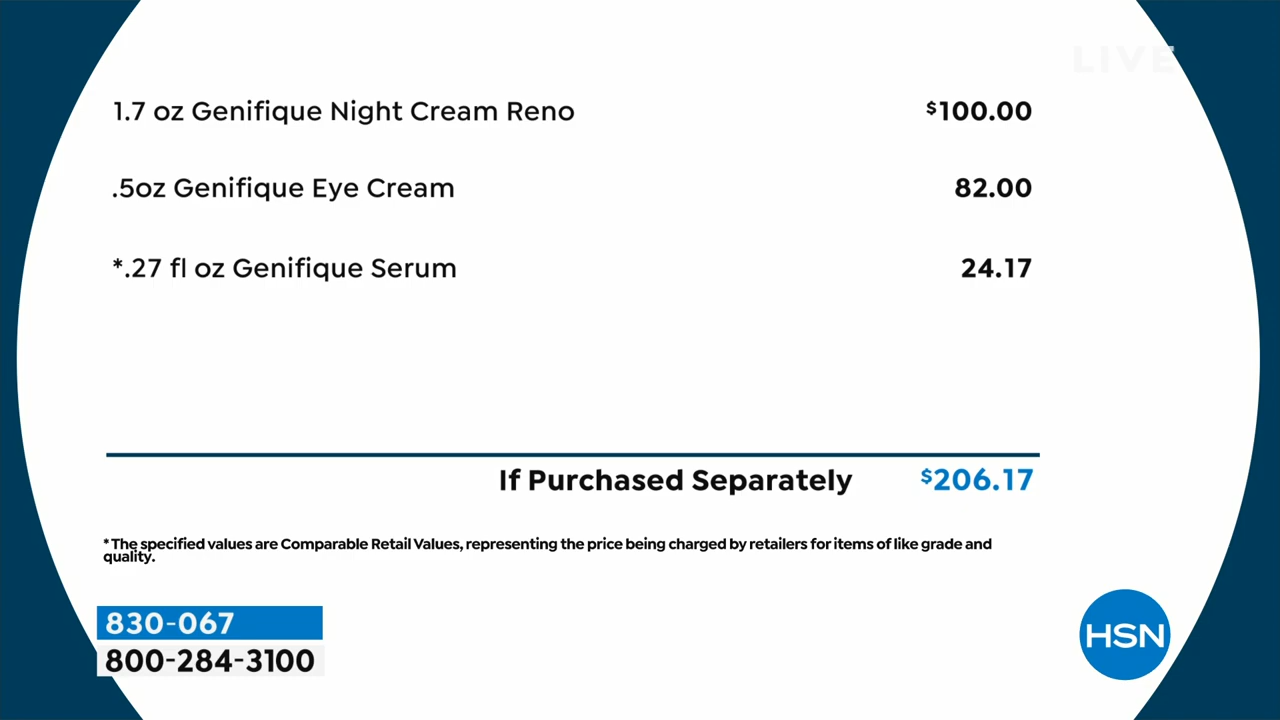 LIVE
1.7 oz Genifique Night Cream Reno $100.00
.5oz Genifique Eye Cream 82.00
*.27 fl oz Genifique Serum 24.17
If Purchased Separately $206.17
*The specified values are Comparable Retail Values, representing the price being charged by retailers for items of like grade and
quality.
830-067
800-284-3100
HSN